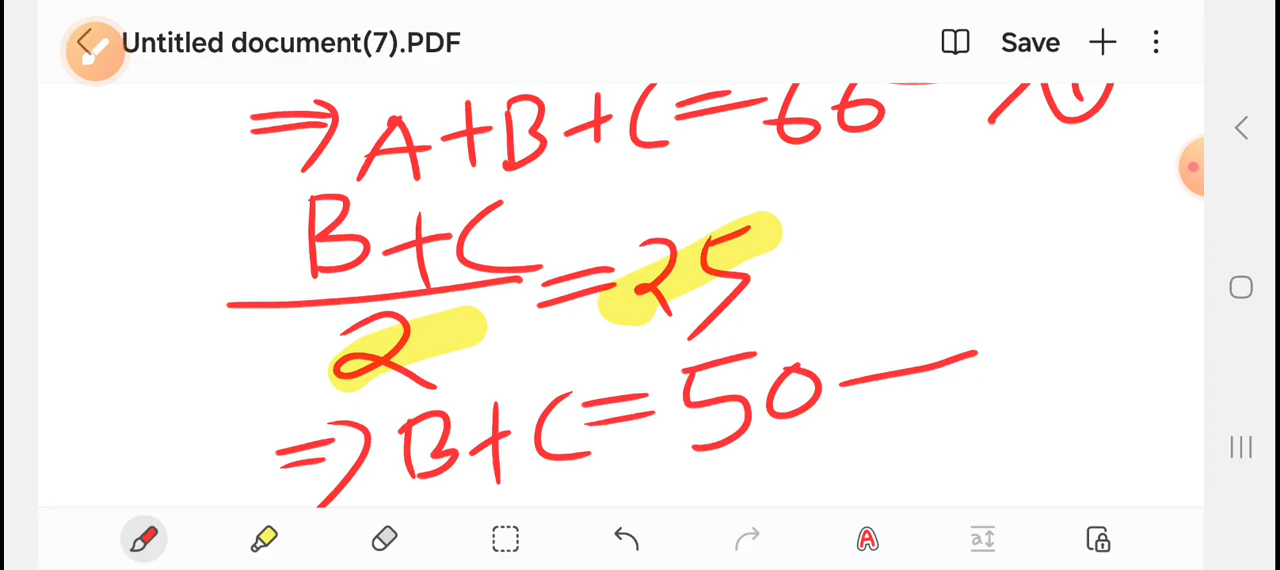 Untitled document(7).PDF Save
⇒ A+B+C=66 —
B+C
—— = 25
2
⇒ B+C=50 —
A a